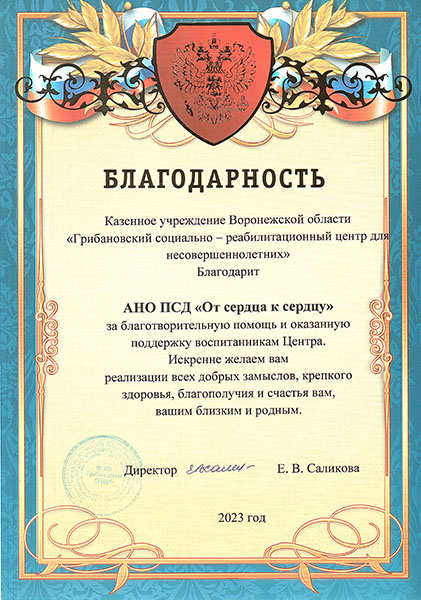 БЛАГОДАРНОСТЬ
Казенное учреждение Воронежской области
«Грибановский социально – реабилитационный центр для
несовершеннолетних»
Благодарит
АНО ПСД «От сердца к сердцу»
за благотворительную помощь и оказанную
поддержку воспитанникам Центра.
Искренне желаем вам
реализации всех добрых замыслов, крепкого
здоровья, благополучия и счастья вам,
вашим близким и родным.
Директор Е. В. Саликова
2023 год